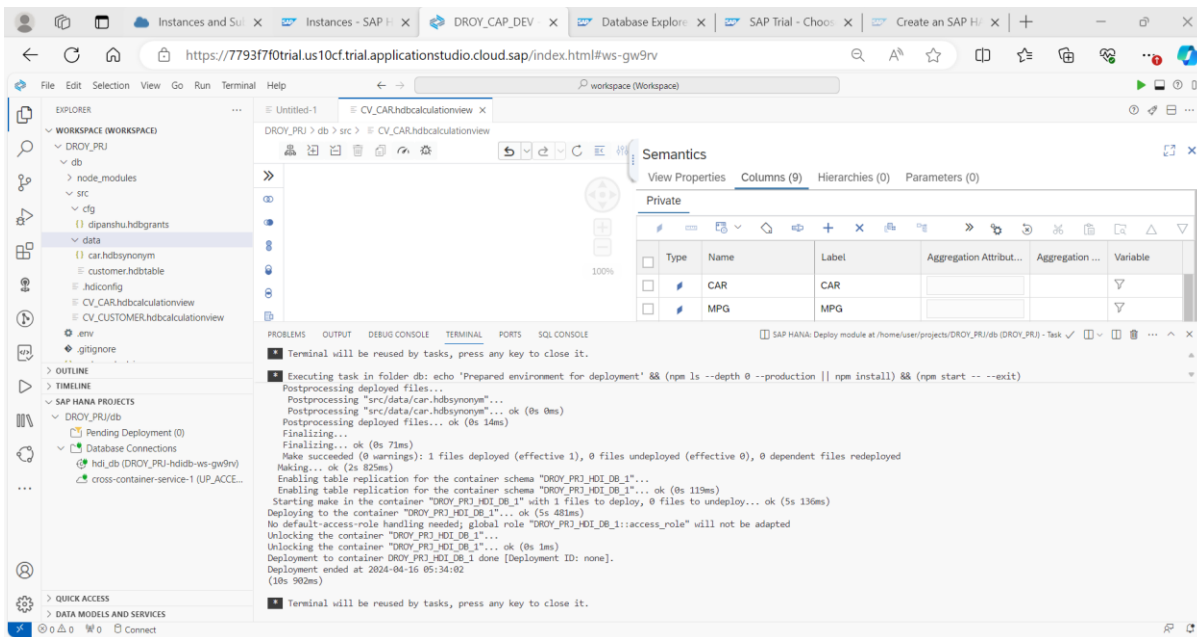 Instances and Sul
Instances - SAP H
DROY_CAP_DEV
Database Explore
SAP Trial - Choos
Create an SAP HA
https://7793f7f0trial.us10cf.trial.applicationstudio.cloud.sap/index.html#ws-gw9rv
File Edit Selection View Go Run Terminal Help
workspace (Workspace)
EXPLORER
WORKSPACE (WORKSPACE)
DROY_PRJ
db
node_modules
src
cfg
dipanshu.hdbgrants
data
car.hdbsynonym
customer.hdbtable
.hdiconfig
CV_CAR.hdbcalculationview
CV_CUSTOMER.hdbcalculationview
.env
.gitignore
OUTLINE
TIMELINE
SAP HANA PROJECTS
DROY_PRJ/db
Pending Deployment (0)
Database Connections
hdi_db (DROY_PRJ-hdidb-ws-gw9rv)
cross-container-service-1 (UP_ACCE...
QUICK ACCESS
DATA MODELS AND SERVICES
Untitled-1
CV_CAR.hdbcalculationview
DROY_PRJ > db > src > CV_CAR.hdbcalculationview
100%
Semantics
View Properties Columns (9) Hierarchies (0) Parameters (0)
Private
Type Name Label Aggregation Attribut... Aggregation ... Variable
CAR CAR
MPG MPG
PROBLEMS OUTPUT DEBUG CONSOLE TERMINAL PORTS SQL CONSOLE
SAP HANA: Deploy module at /home/user/projects/DROY_PRJ/db (DROY_PRJ) - Task
* Terminal will be reused by tasks, press any key to close it.
* Executing task in folder db: echo 'Prepared environment for deployment' && (npm ls --depth 0 --production || npm install) && (npm start -- --exit)
Postprocessing deployed files...
Postprocessing "src/data/car.hdbsynonym"...
Postprocessing "src/data/car.hdbsynonym"... ok (0s 0ms)
Postprocessing deployed files... ok (0s 14ms)
Finalizing...
Finalizing... ok (0s 71ms)
Make succeeded (0 warnings): 1 files deployed (effective 1), 0 files undeployed (effective 0), 0 dependent files redeployed
Making... ok (2s 825ms)
Enabling table replication for the container schema "DROY_PRJ_HDI_DB_1"...
Enabling table replication for the container schema "DROY_PRJ_HDI_DB_1"... ok (0s 119ms)
Starting make in the container "DROY_PRJ_HDI_DB_1" with 1 files to deploy, 0 files to undeploy... ok (5s 136ms)
Deploying to the container "DROY_PRJ_HDI_DB_1"... ok (5s 481ms)
No default-access-role handling needed; global role "DROY_PRJ_HDI_DB_1::access_role" will not be adapted
Unlocking the container "DROY_PRJ_HDI_DB_1"...
Unlocking the container "DROY_PRJ_HDI_DB_1"... ok (0s 1ms)
Deployment to container DROY_PRJ_HDI_DB_1 done [Deployment ID: none].
Deployment ended at 2024-04-16 05:34:02
(10s 902ms)
* Terminal will be reused by tasks, press any key to close it.
0 0 0 Connect